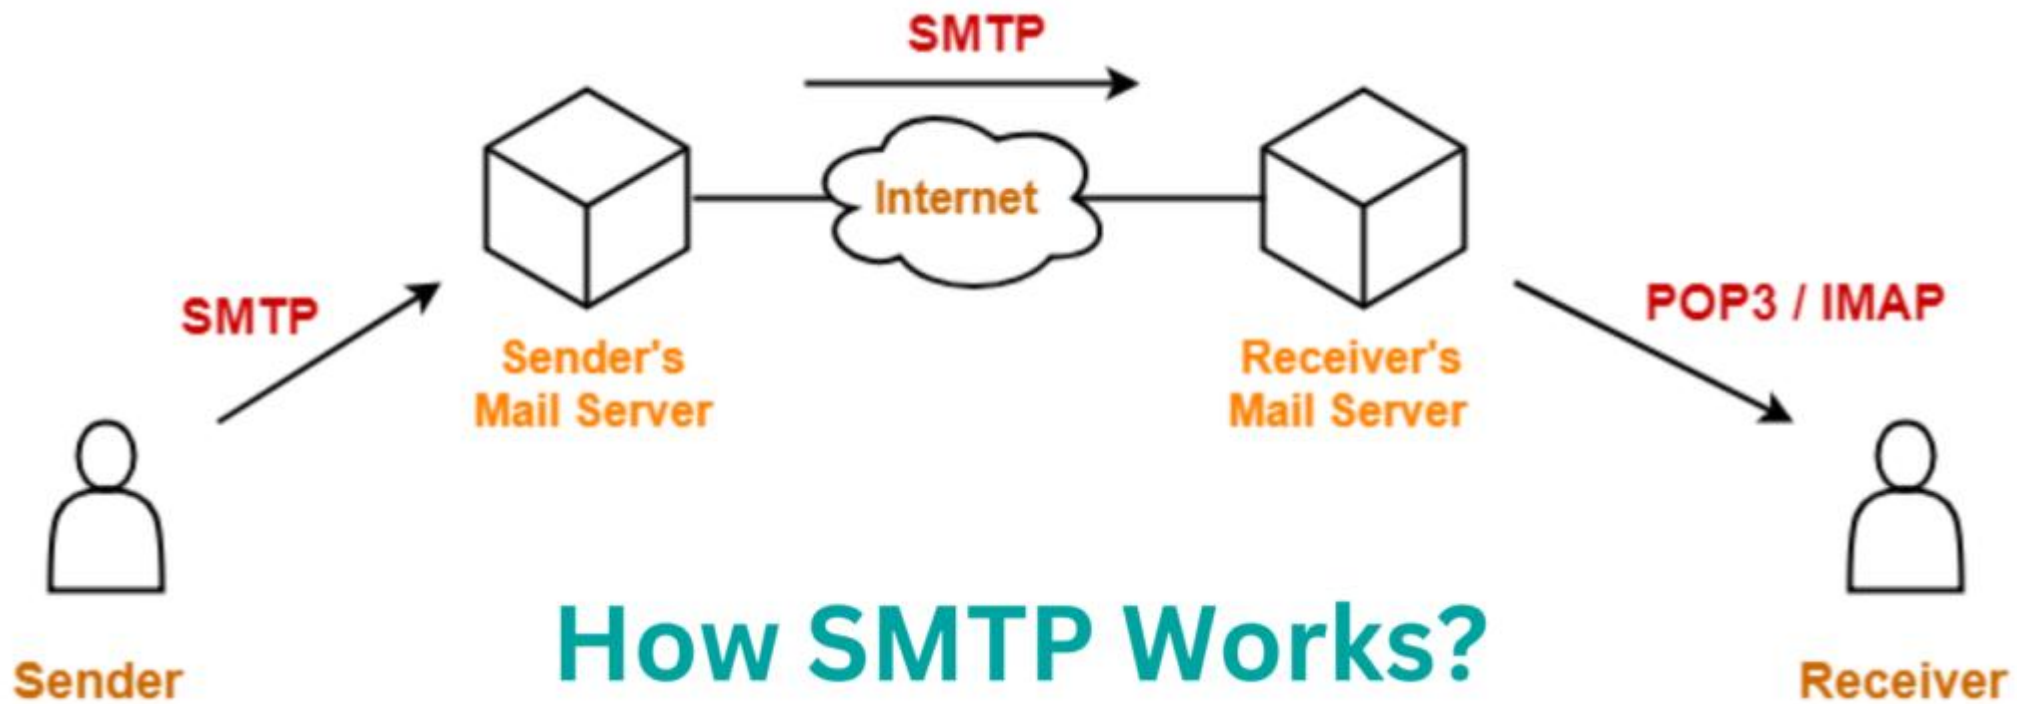 SMTP
Internet
SMTP
POP3 / IMAP
Sender's
Mail Server
Receiver's
Mail Server
How SMTP Works?
Sender
Receiver